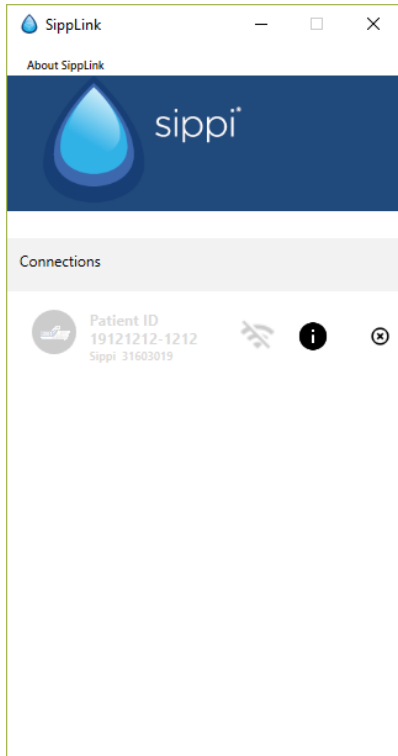 SippLink
About SippLink
sippi*
Connections
Patient ID
19121212-1212
Sippi 31603019